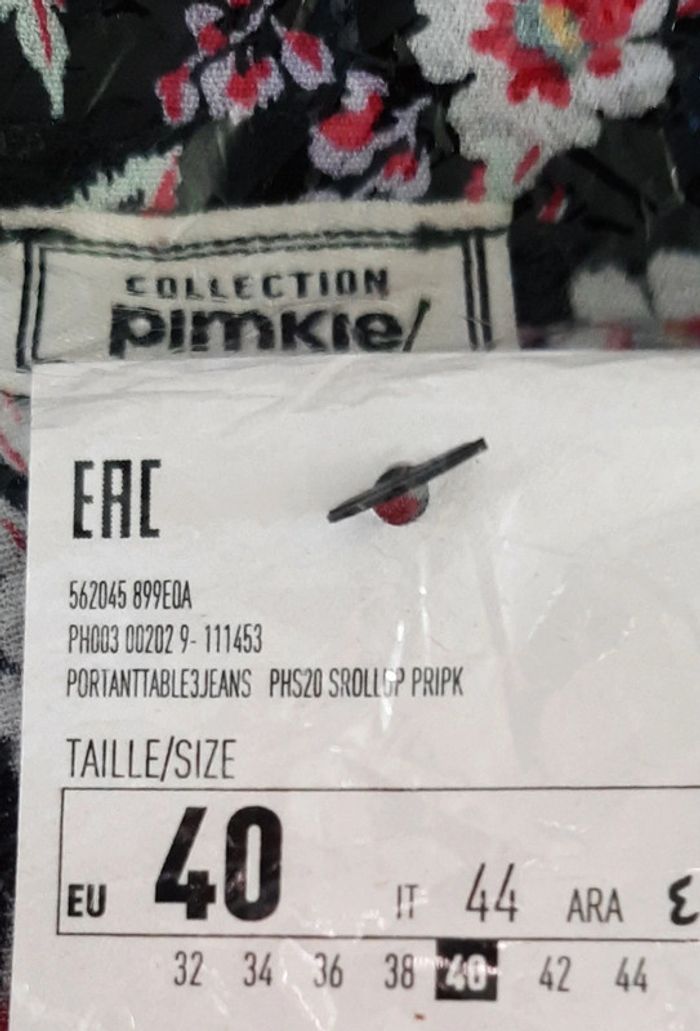 COLLECTION
pimkie/
EAC
562045 899E0A
PH003 00202 9- 111453
PORTANTTABLE3JEANS PHS20 SROLLUP PRIPK
TAILLE/SIZE
EU 40 IT 44 ARA ٤
32 34 36 38 40 42 44